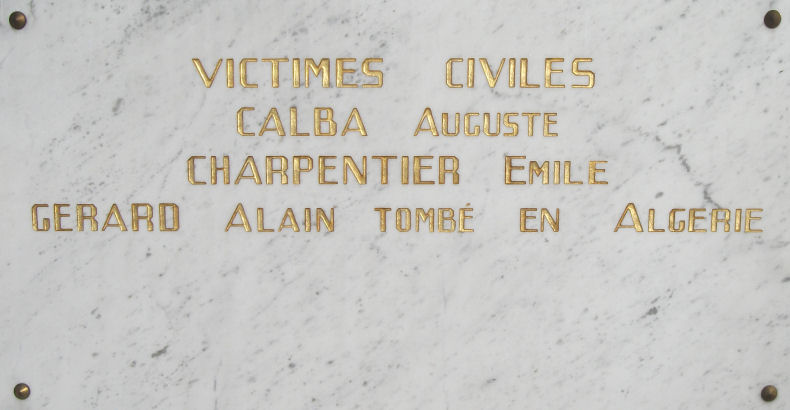 VICTIMES CIVILES
CALBA AUGUSTE
CHARPENTIER EMILE
GERARD ALAIN TOMBÉ EN ALGERIE